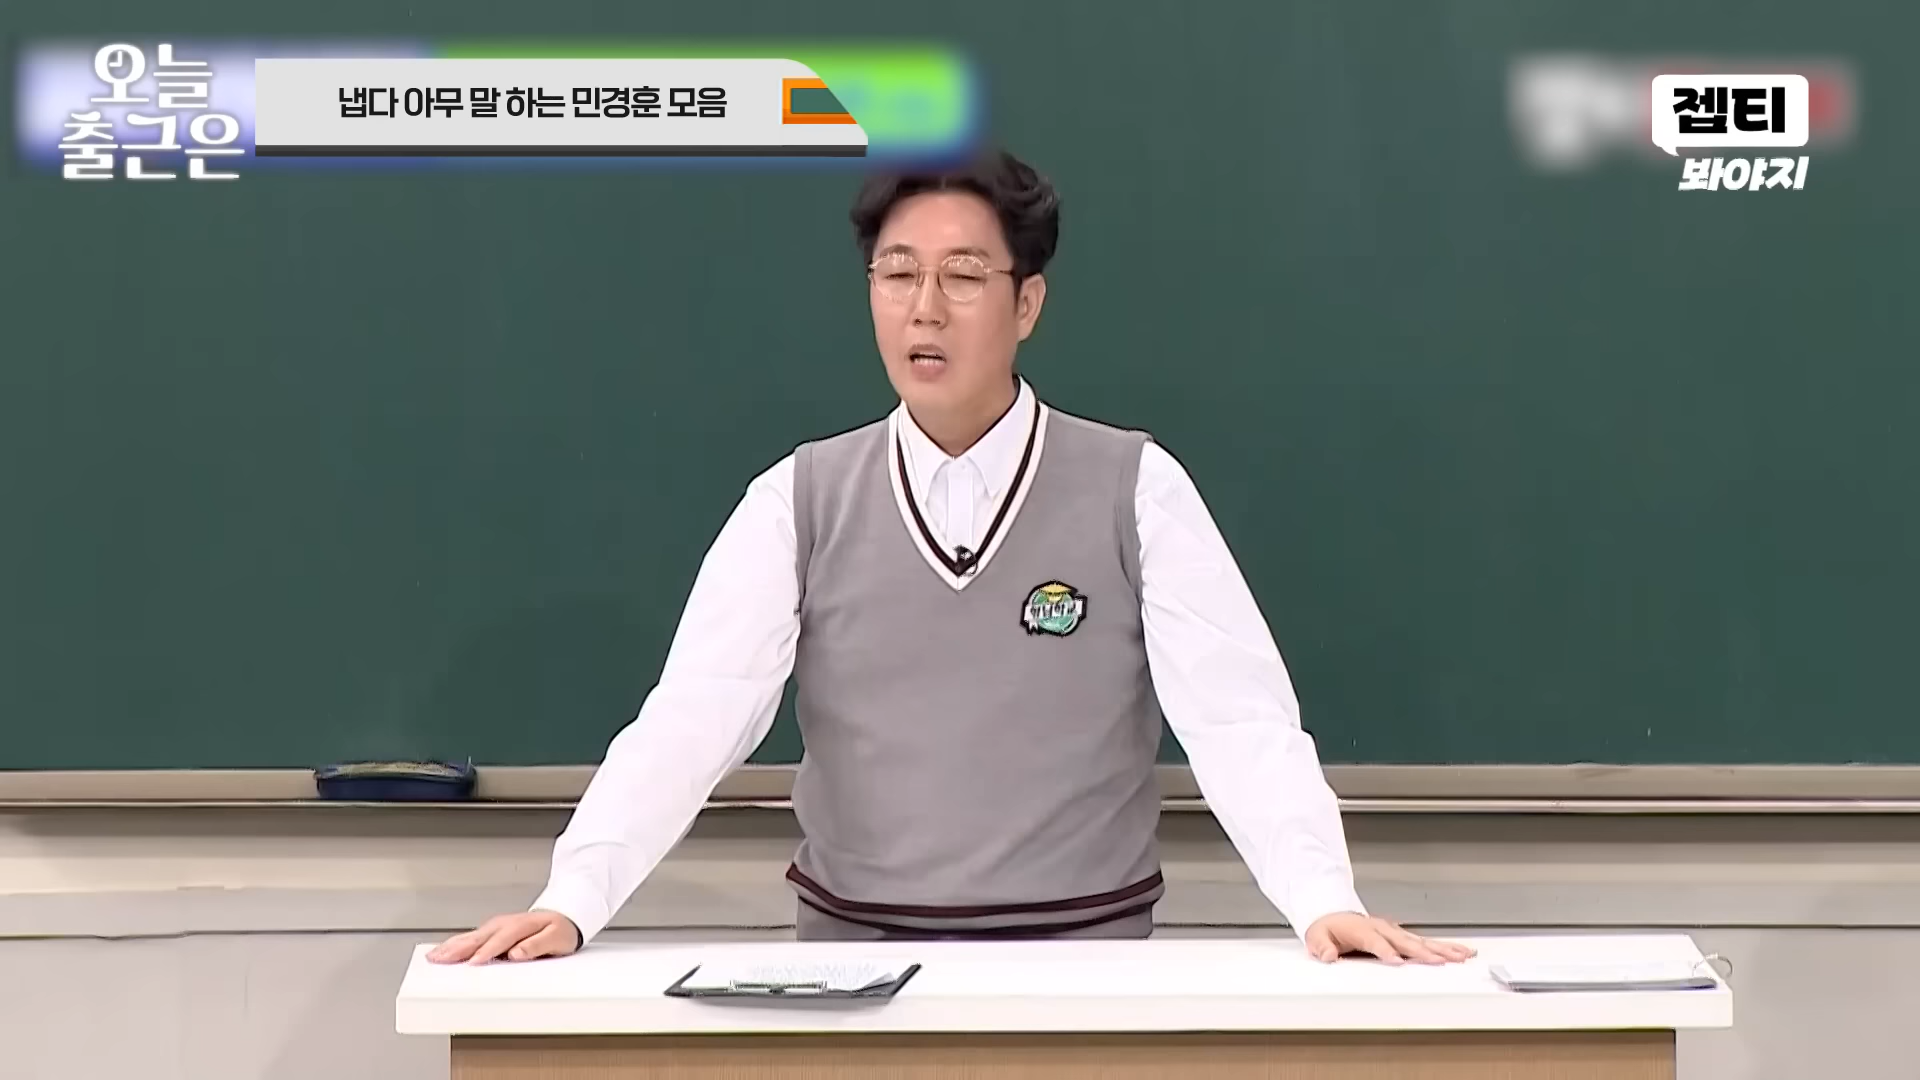 오늘
출근은
냅다 아무 말 하는 민경훈 모음
젭티
봐야지